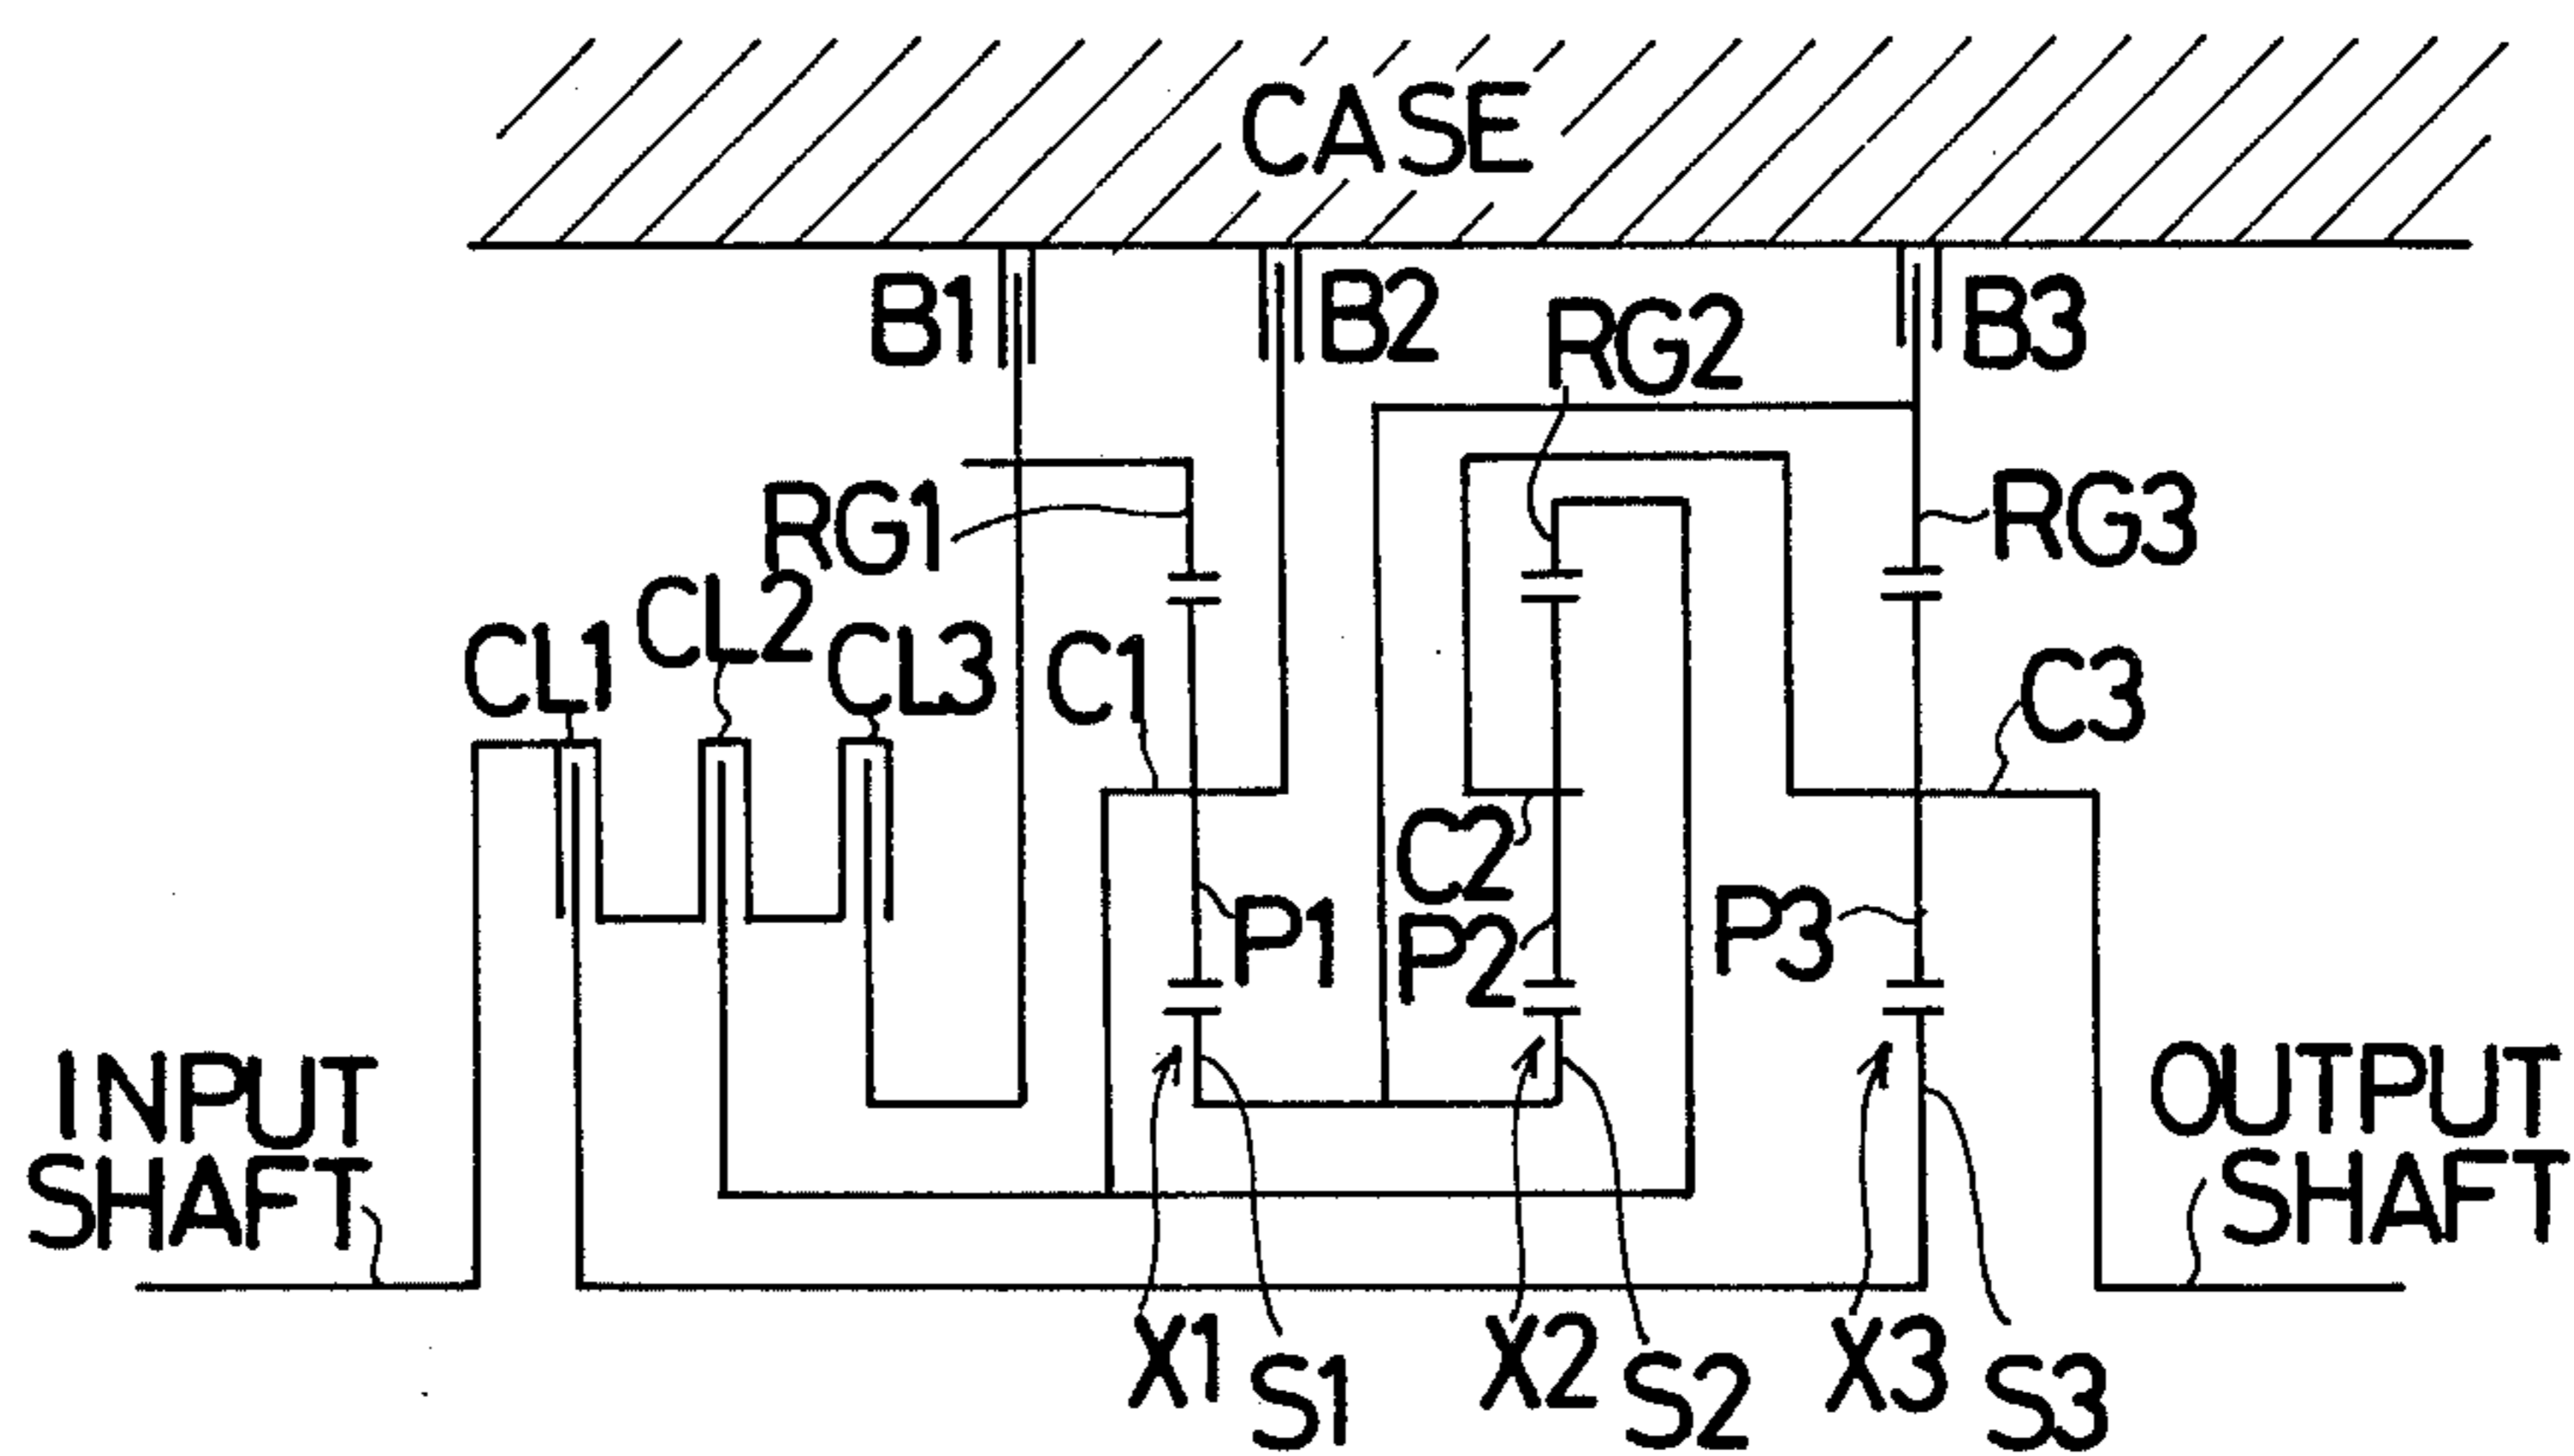 CASE
B1
B2
RG2
B3
RG1
RG3
CL1
CL2
CL3
C1
C3
C2
P1
P2
P3
INPUT
SHAFT
OUTPUT
SHAFT
X1
S1
X2
S2
X3
S3